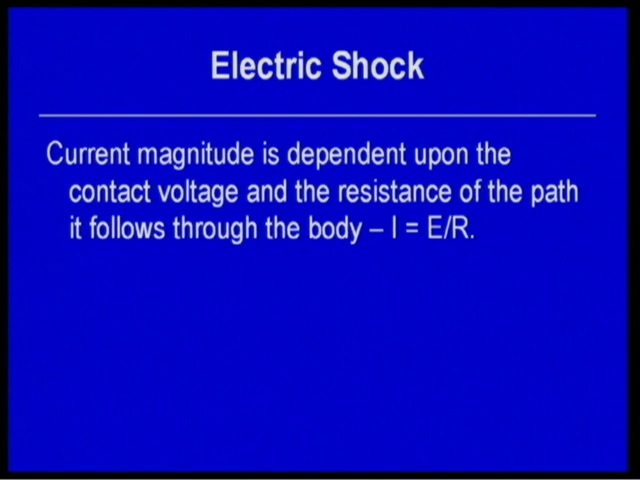 Electric Shock
Current magnitude is dependent upon the
contact voltage and the resistance of the path
it follows through the body – I = E/R.